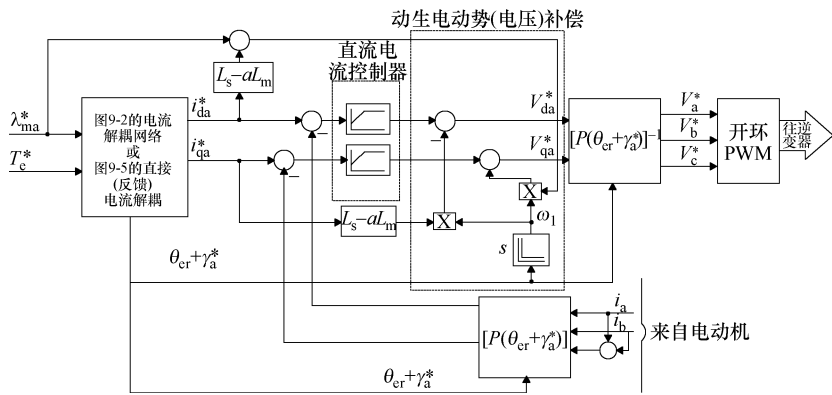 动生电动势(电压)补偿
直流电
流控制器
λ*ma
T*e
图9-2的电流
解耦网络
或
图9-5的直接
(反馈)
电流解耦
Ls−aLm
i*da
i*qa
−
−
−
V*da
V*qa
[P(θer+γ*a)]−1
V*a
V*b
V*c
开环
PWM
往逆
变器
Ls−aLm
X
X
ω1
s
θer+γ*a
[P(θer+γ*a)]
ia
ib
来自电动机
θer+γ*a